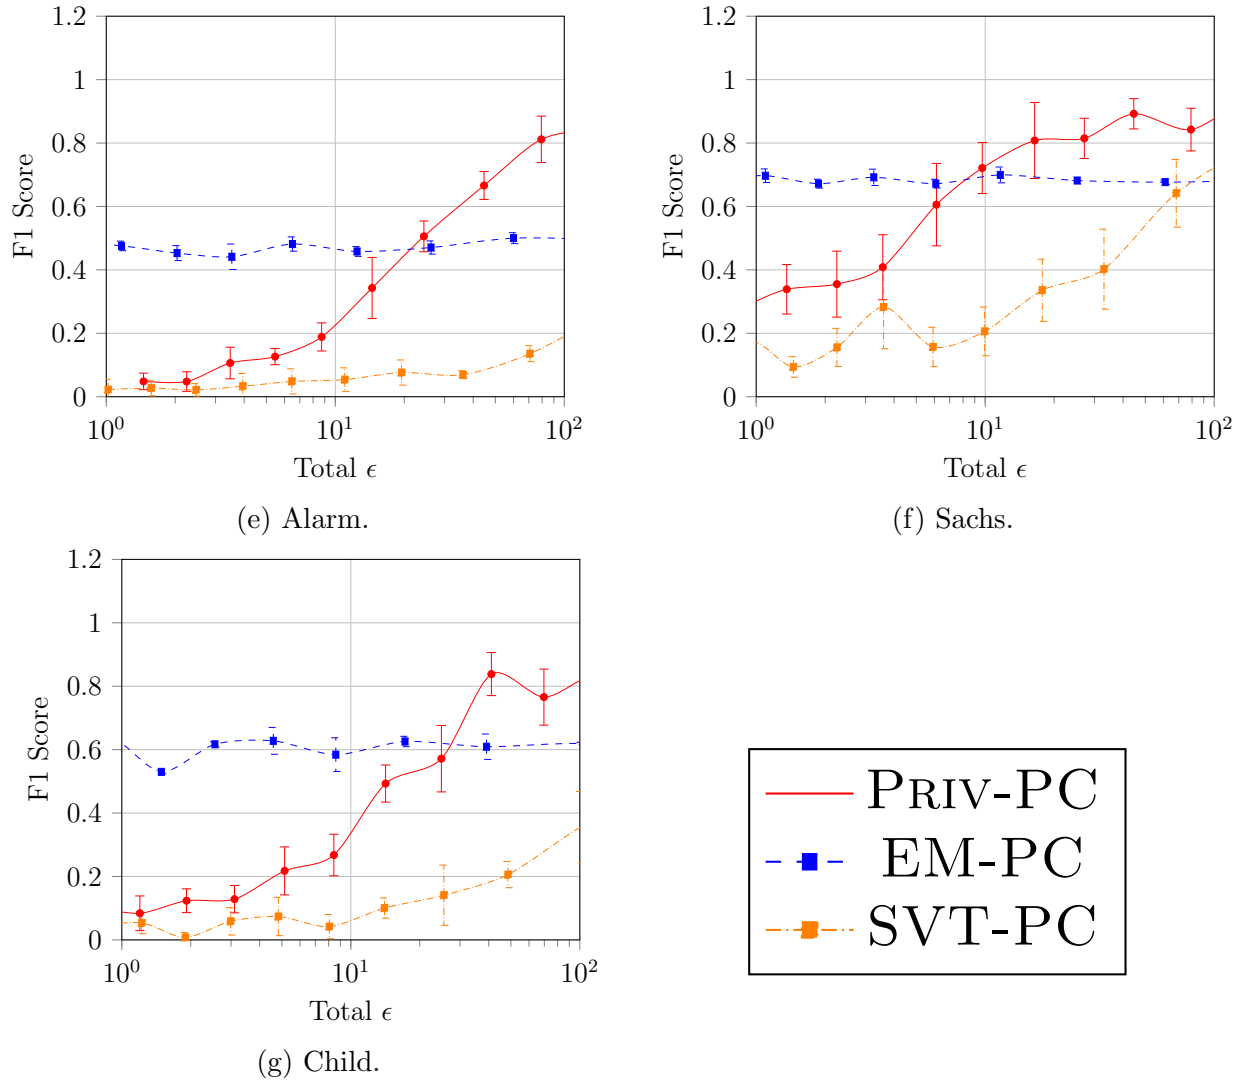 1.2
1
0.8
0.6
0.4
0.2
0
F1 Score
10^0
10^1
10^2
Total ϵ
(e) Alarm.
1.2
1
0.8
0.6
0.4
0.2
0
F1 Score
10^0
10^1
10^2
Total ϵ
(f) Sachs.
1.2
1
0.8
0.6
0.4
0.2
0
F1 Score
10^0
10^1
10^2
Total ϵ
(g) Child.
PRIV-PC
EM-PC
SVT-PC